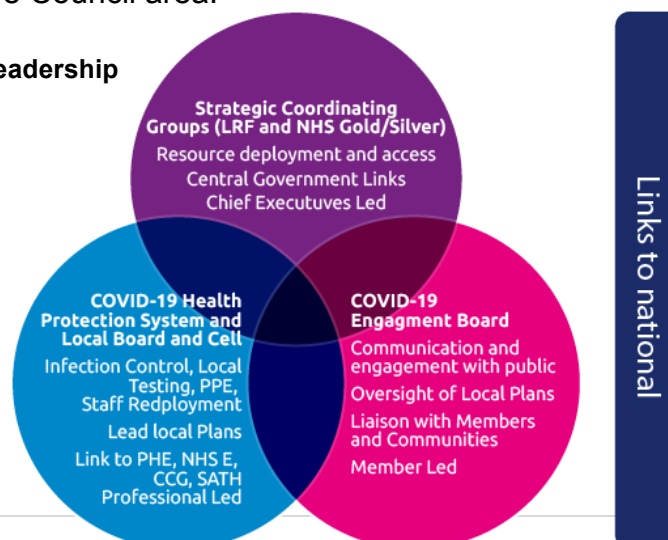 Council area.
eadership
Strategic Coordinating
Groups (LRF and NHS Gold/Silver)
Resource deployment and access
Central Government Links
Chief Executuves Led
COVID-19 Health
Protection System and
Local Board and Cell
Infection Control, Local
Testing, PPE,
Staff Redployment
Lead local Plans
Link to PHE, NHS E,
CCG, SATH
Professional Led
COVID-19
Engagment Board
Communication and
engagement with public
Oversight of Local Plans
Liaison with Members
and Communities
Member Led
Links to national